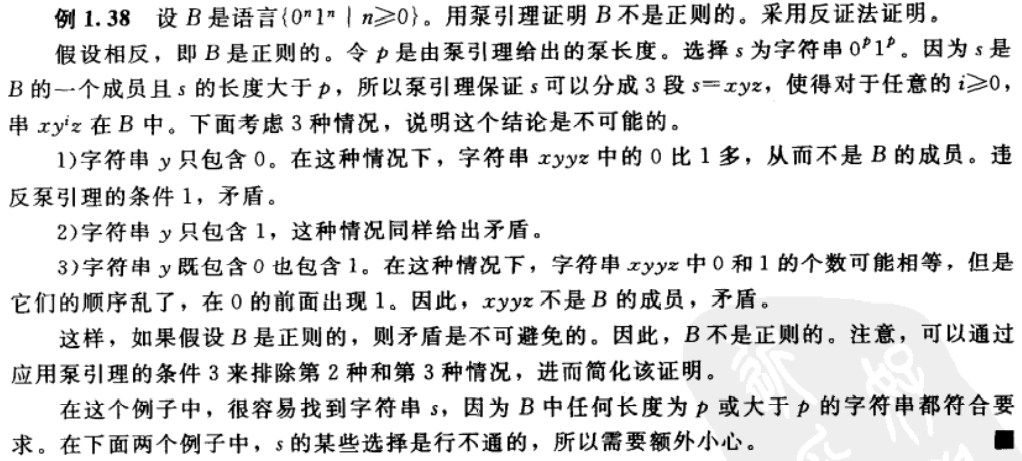 例 1.38 设 B 是语言{0ⁿ1ⁿ | n≥0}。用泵引理证明 B 不是正则的。采用反证法证明。
假设相反，即 B 是正则的。令 p 是由泵引理给出的泵长度。选择 s 为字符串 0ᵖ1ᵖ。因为 s 是
B 的一个成员且 s 的长度大于 p，所以泵引理保证 s 可以分成 3 段 s=xyz，使得对于任意的 i≥0，
串 xyⁱz 在 B 中。下面考虑 3 种情况，说明这个结论是不可能的。
1)字符串 y 只包含 0。在这种情况下，字符串 xyyz 中的 0 比 1 多，从而不是 B 的成员。违
反泵引理的条件 1，矛盾。
2)字符串 y 只包含 1，这种情况同样给出矛盾。
3)字符串 y 既包含 0 也包含 1。在这种情况下，字符串 xyyz 中 0 和 1 的个数可能相等，但是
它们的顺序乱了，在 0 的前面出现 1。因此，xyyz 不是 B 的成员，矛盾。
这样，如果假设 B 是正则的，则矛盾是不可避免的。因此，B 不是正则的。注意，可以通过
应用泵引理的条件 3 来排除第 2 种和第 3 种情况，进而简化该证明。
在这个例子中，很容易找到字符串 s，因为 B 中任何长度为 p 或大于 p 的字符串都符合要
求。在下面两个例子中，s 的某些选择是行不通的，所以需要额外小心。